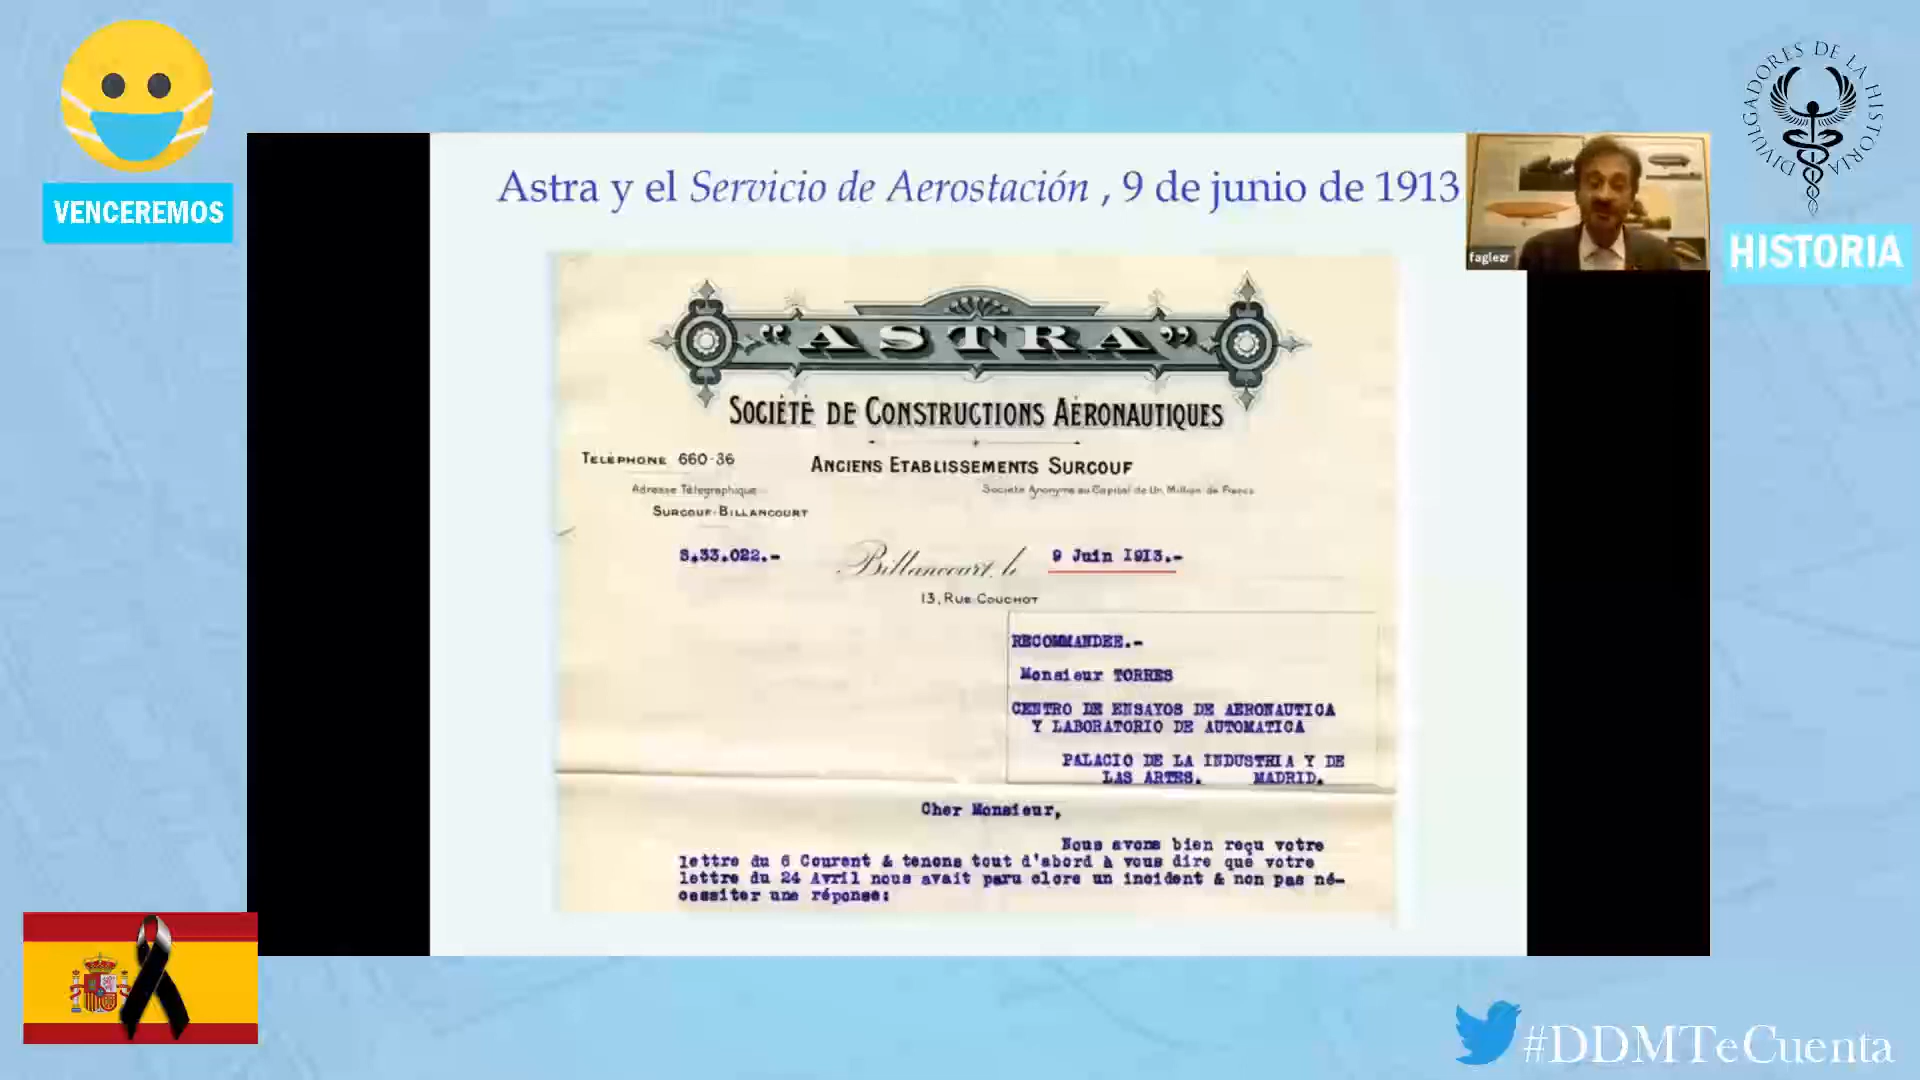 VENCEREMOS
DIVULGADORES DE LA HISTORIA
HISTORIA
faglezr
Astra y el Servicio de Aerostación , 9 de junio de 1913
"ASTRA"
SOCIÉTÉ DE CONSTRUCTIONS AÉRONAUTIQUES
TÉLÉPHONE 660-36
ANCIENS ETABLISSEMENTS SURCOUF
Adresse Télégraphique
Société Anonyme au Capital de Un Million de Francs
SURCOUF-BILLANCOURT
S.33.022.-
Billancourt, le 9 Juin 1913.-
13, RUE COUCHOT
RECOMMANDEE.-
Monsieur TORRES
CENTRO DE ENSAYOS DE AERONAUTICA
Y LABORATORIO DE AUTOMATICA
PALACIO DE LA INDUSTRIA Y DE
LAS ARTES. MADRID.
Cher Monsieur,
Nous avons bien reçu votre
lettre du 6 Courant & tenons tout d'abord à vous dire que votre
lettre du 24 Avril nous avait paru clore un incident & non pas né-
cessiter une réponse:
#DDMTeCuenta